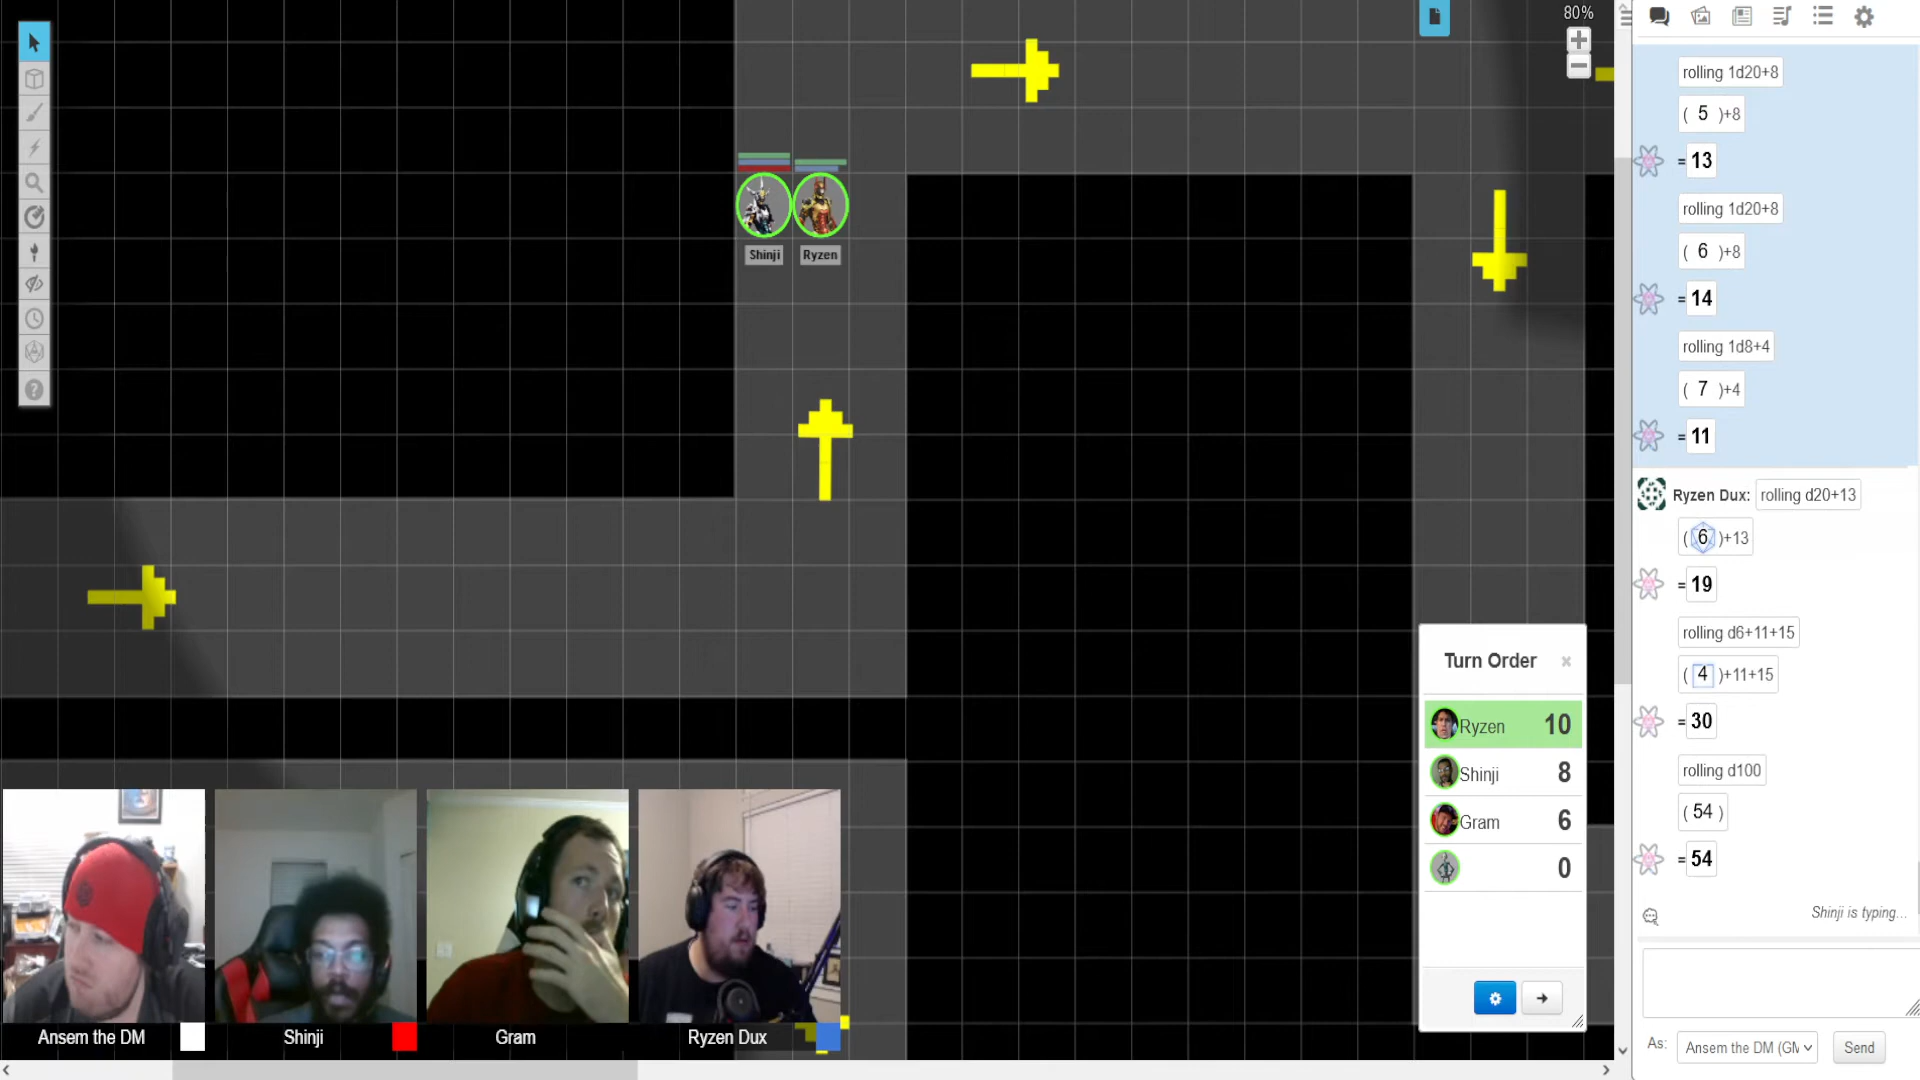 80%
rolling 1d20+8
( 5 )+8
= 13
rolling 1d20+8
( 6 )+8
= 14
rolling 1d8+4
( 7 )+4
= 11
Shinji
Ryzen
Ryzen Dux: rolling d20+13
( 6 )+13
= 19
rolling d6+11+15
( 4 )+11+15
= 30
rolling d100
( 54 )
= 54
Shinji is typing...
Turn Order ×
Ryzen 10
Shinji 8
Gram 6
0
Ansem the DM
Shinji
Gram
Ryzen Dux
As: Ansem the DM (GM
Send